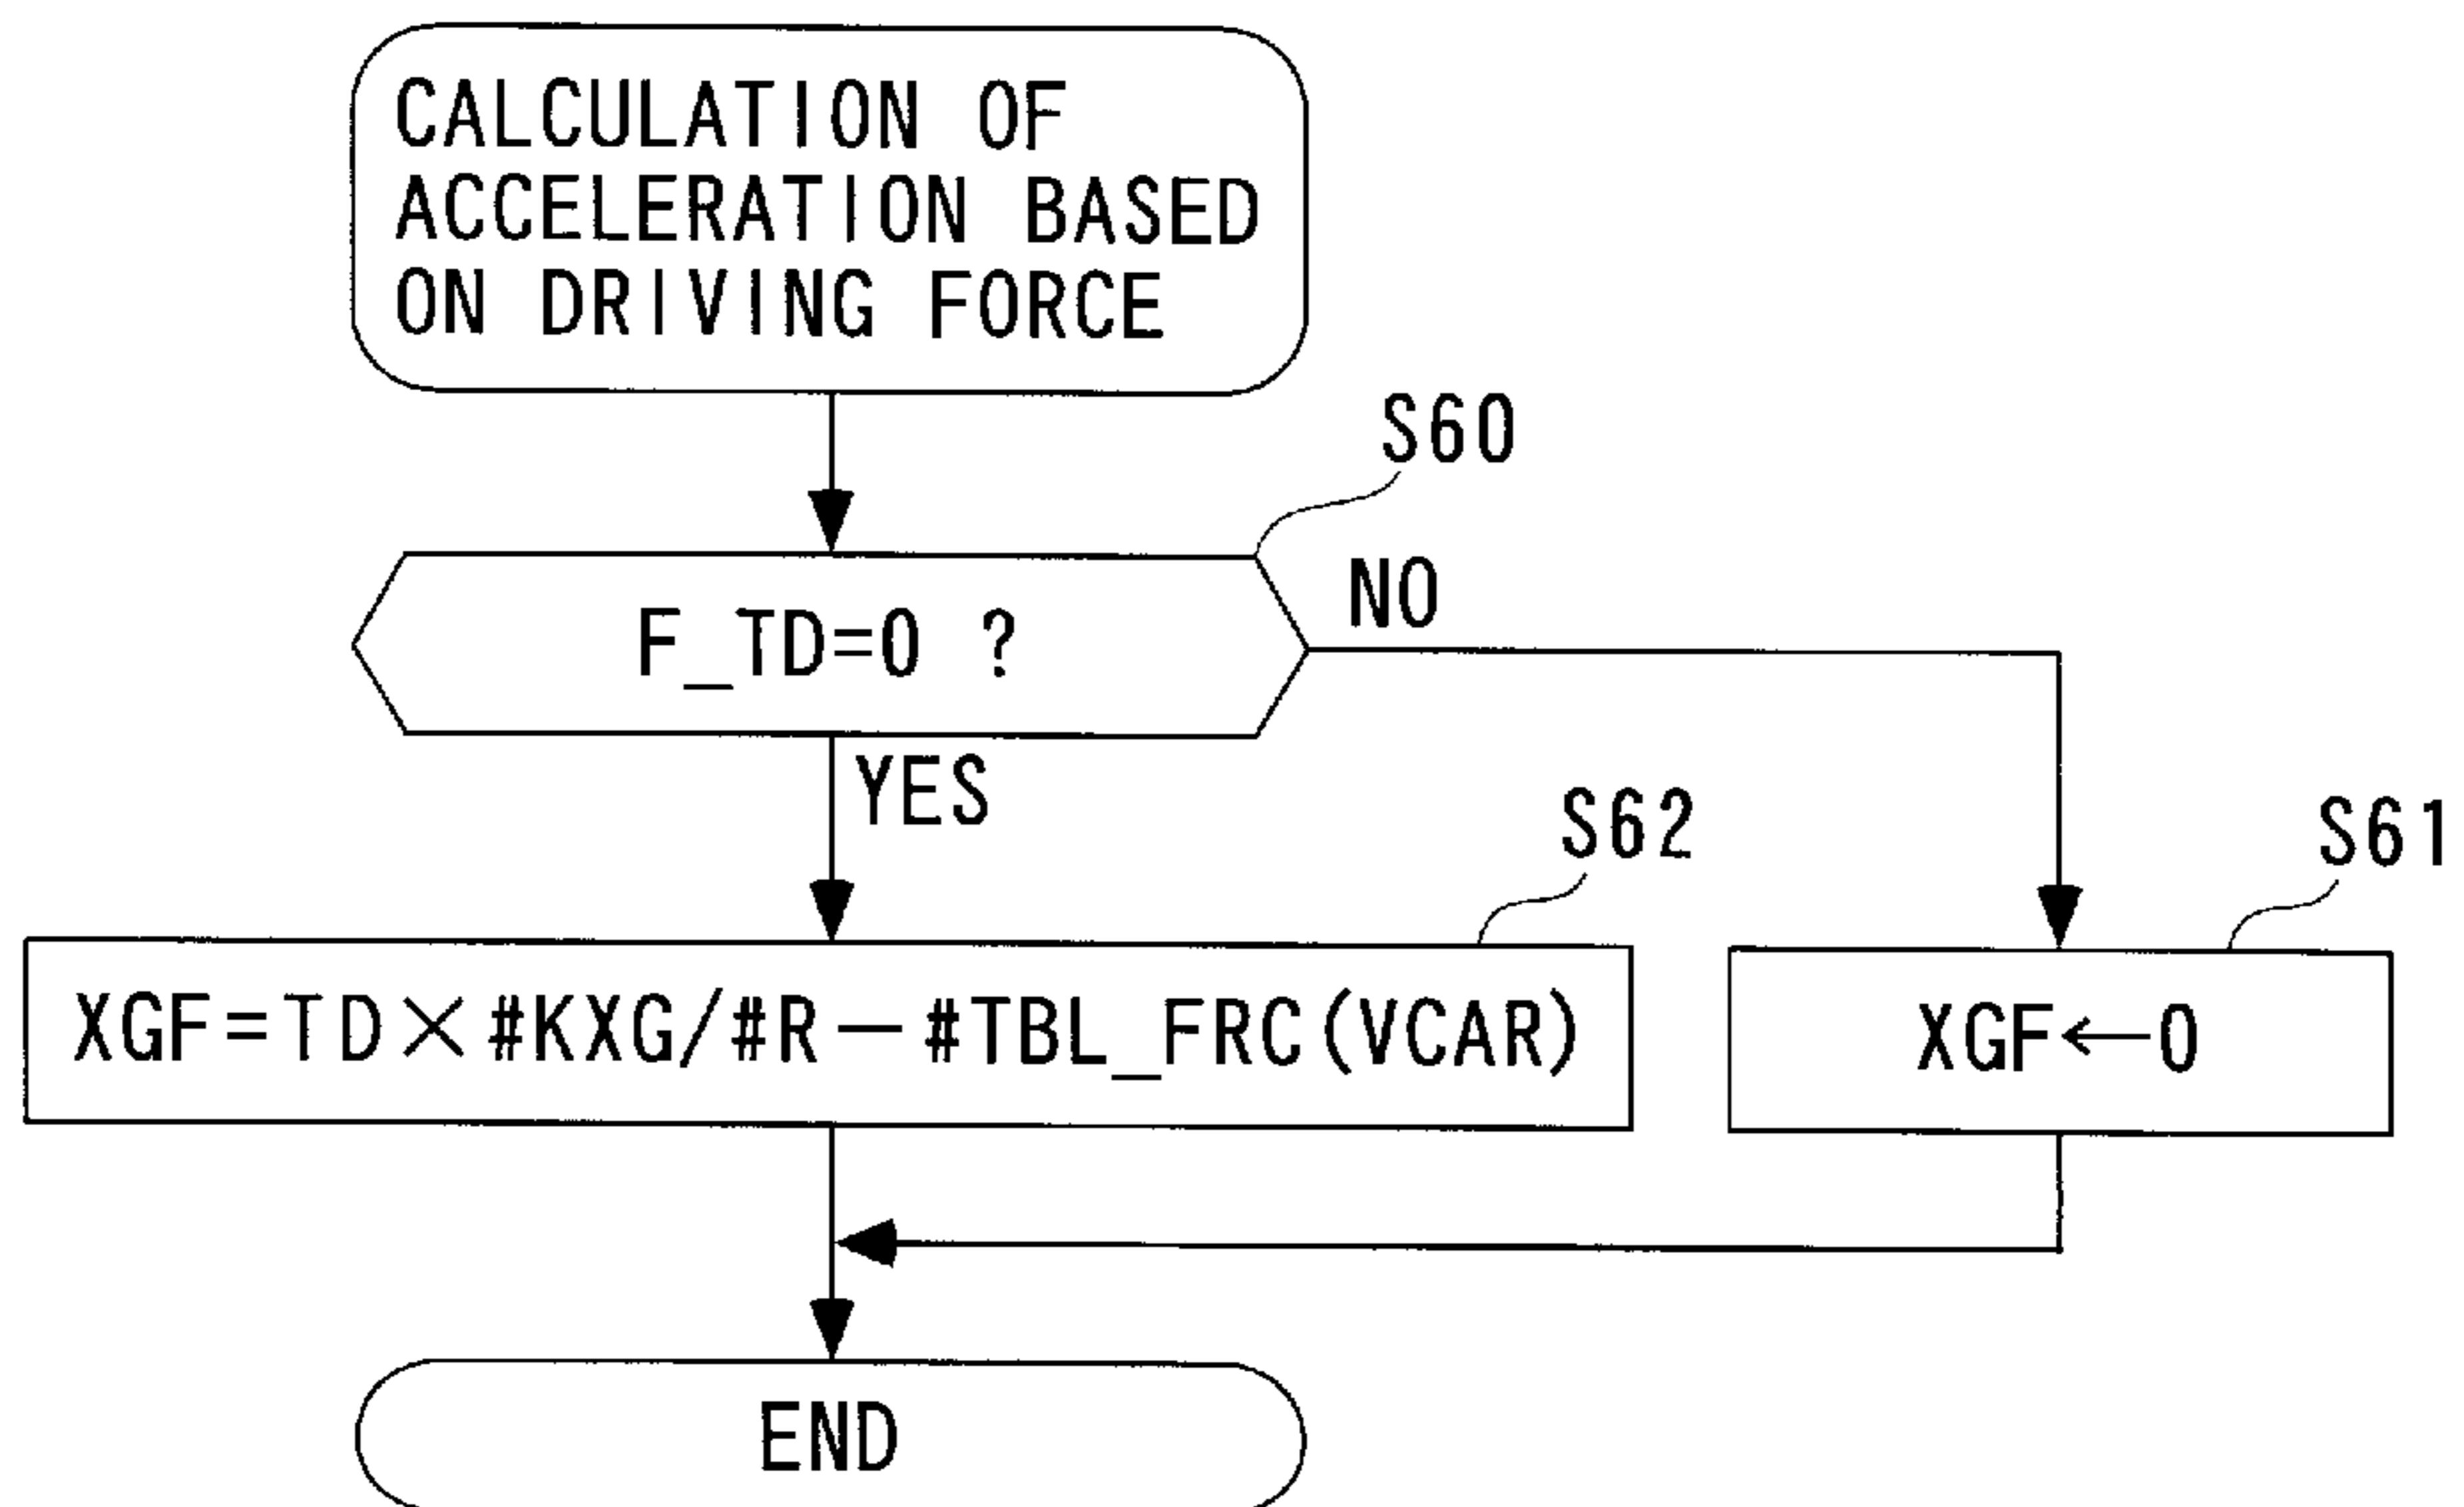 CALCULATION OF
ACCELERATION BASED
ON DRIVING FORCE
S60
F_TD=0 ?
NO
YES
S62
S61
XGF=TD×#KXG/#R−#TBL_FRC(VCAR)
XGF←0
END